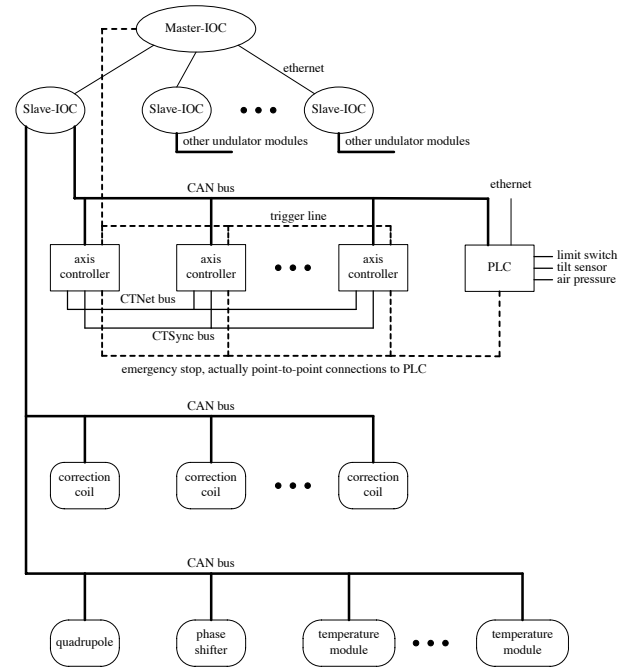 Master-IOC
ethernet
Slave-IOC
Slave-IOC
Slave-IOC
other undulator modules
other undulator modules
CAN bus
ethernet
trigger line
axis
controller
axis
controller
axis
controller
PLC
limit switch
tilt sensor
air pressure
CTNet bus
CTSync bus
emergency stop, actually point-to-point connections to PLC
CAN bus
correction
coil
correction
coil
correction
coil
CAN bus
quadrupole
phase
shifter
temperature
module
temperature
module